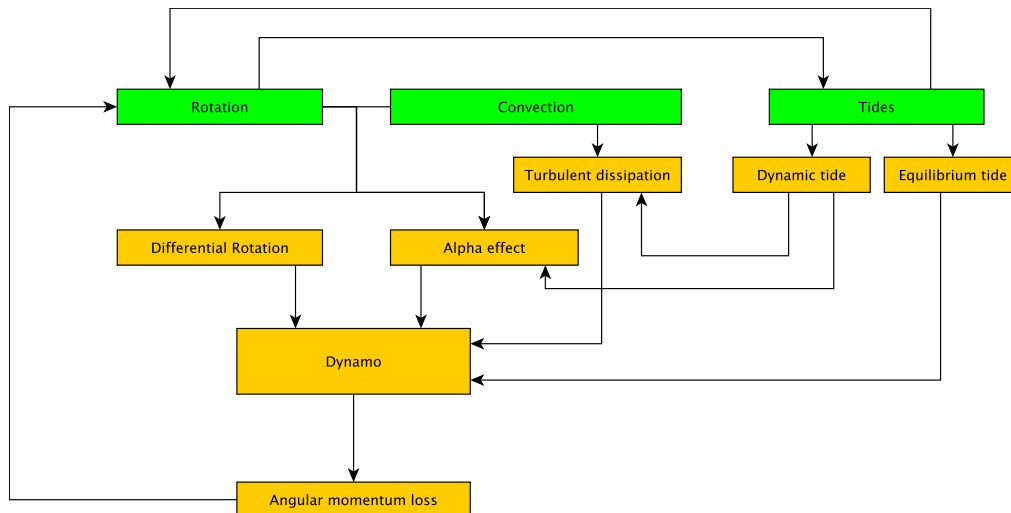 Rotation
Convection
Tides
Turbulent dissipation
Dynamic tide
Equilibrium tide
Differential Rotation
Alpha effect
Dynamo
Angular momentum loss